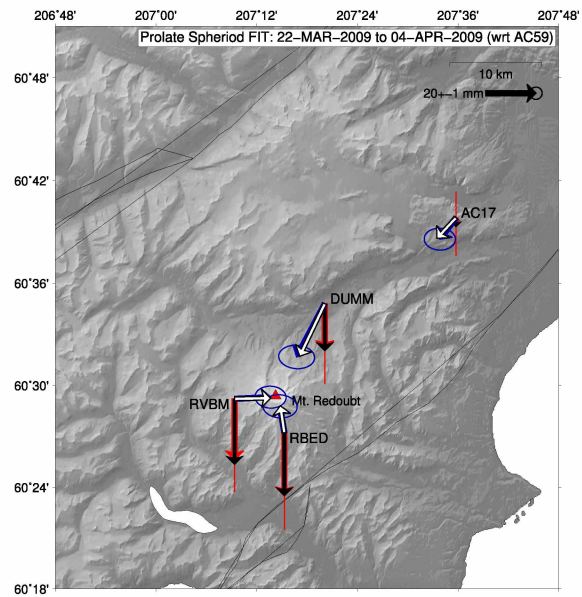 206°48' 207°00' 207°12' 207°24' 207°36' 207°48'
Prolate Spheriod FIT: 22−MAR−2009 to 04−APR−2009 (wrt AC59)
60°48'
10 km
20+−1 mm
60°42'
AC17
60°36'
DUMM
60°30'
RVBM
Mt. Redoubt
RBED
60°24'
60°18'